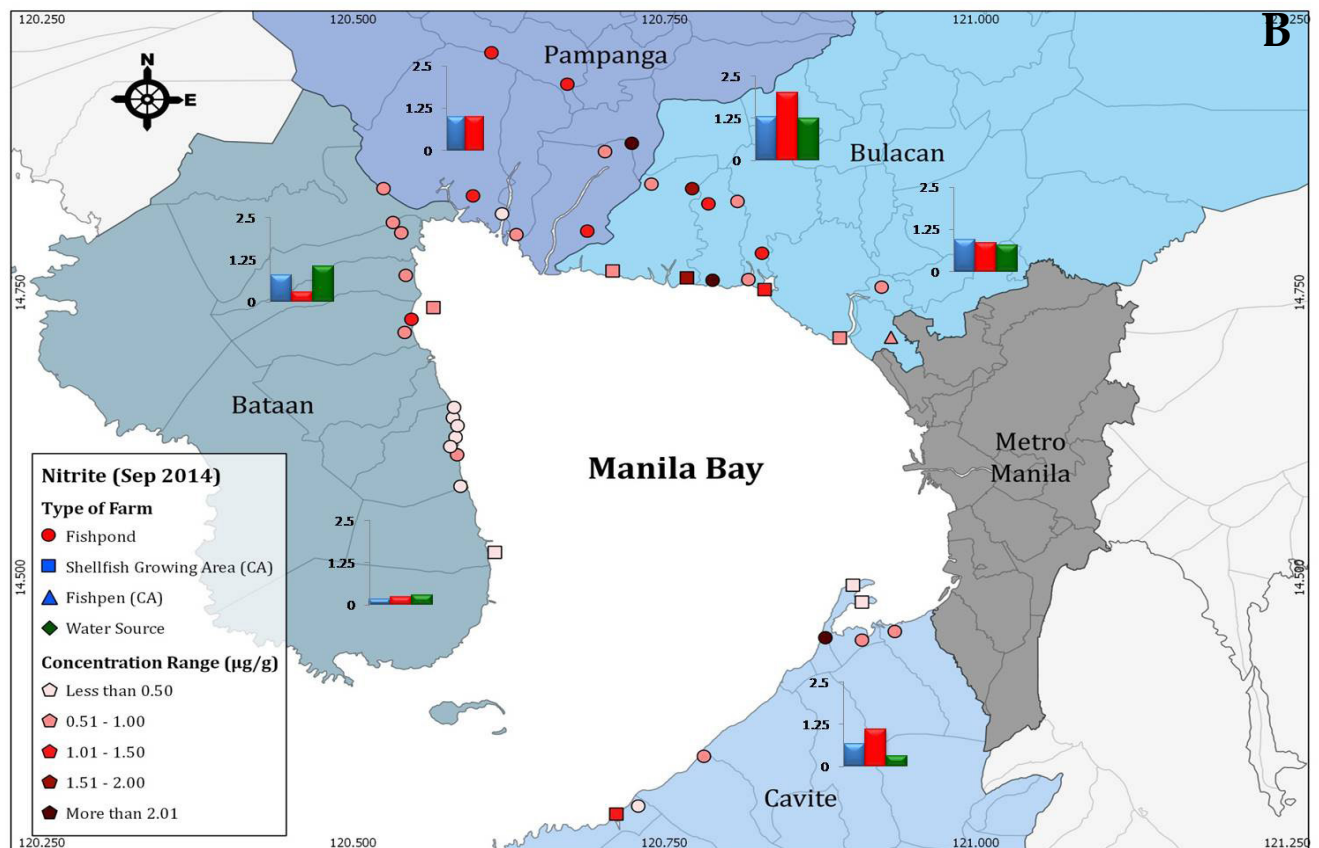 120.250 120.500 120.750 121.000 121.250
B
N
E
Pampanga
2.5
1.25
0
2.5
1.25
0
Bulacan
2.5
1.25
0
2.5
1.25
0
14.750
14.750
Bataan
Metro
Manila
Manila Bay
Nitrite (Sep 2014)
Type of Farm
Fishpond
Shellfish Growing Area (CA)
Fishpen (CA)
Water Source
Concentration Range (µg/g)
Less than 0.50
0.51 - 1.00
1.01 - 1.50
1.51 - 2.00
More than 2.01
2.5
1.25
0
14.500
14.500
2.5
1.25
0
Cavite
120.250 120.500 120.750 121.000 121.250